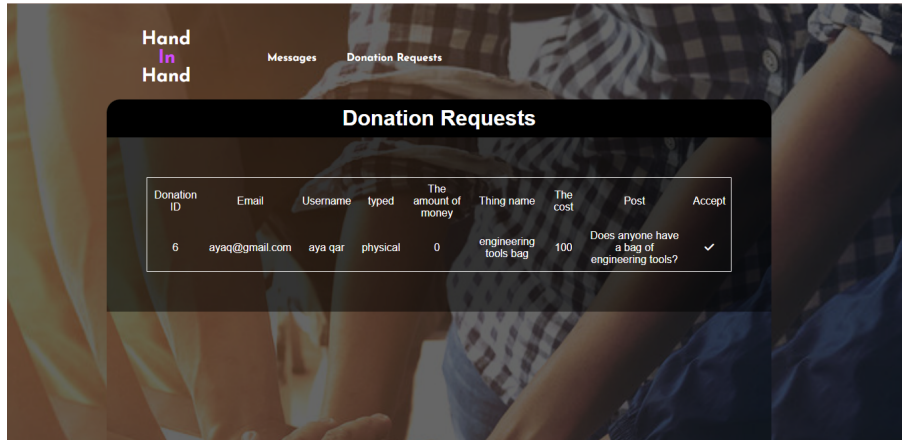 Hand
In
Hand
Messages Donation Requests
Donation Requests
Donation ID Email Username typed The amount of money Thing name The cost Post Accept
6 ayaq@gmail.com aya qar physical 0 engineering tools bag 100 Does anyone have a bag of engineering tools?